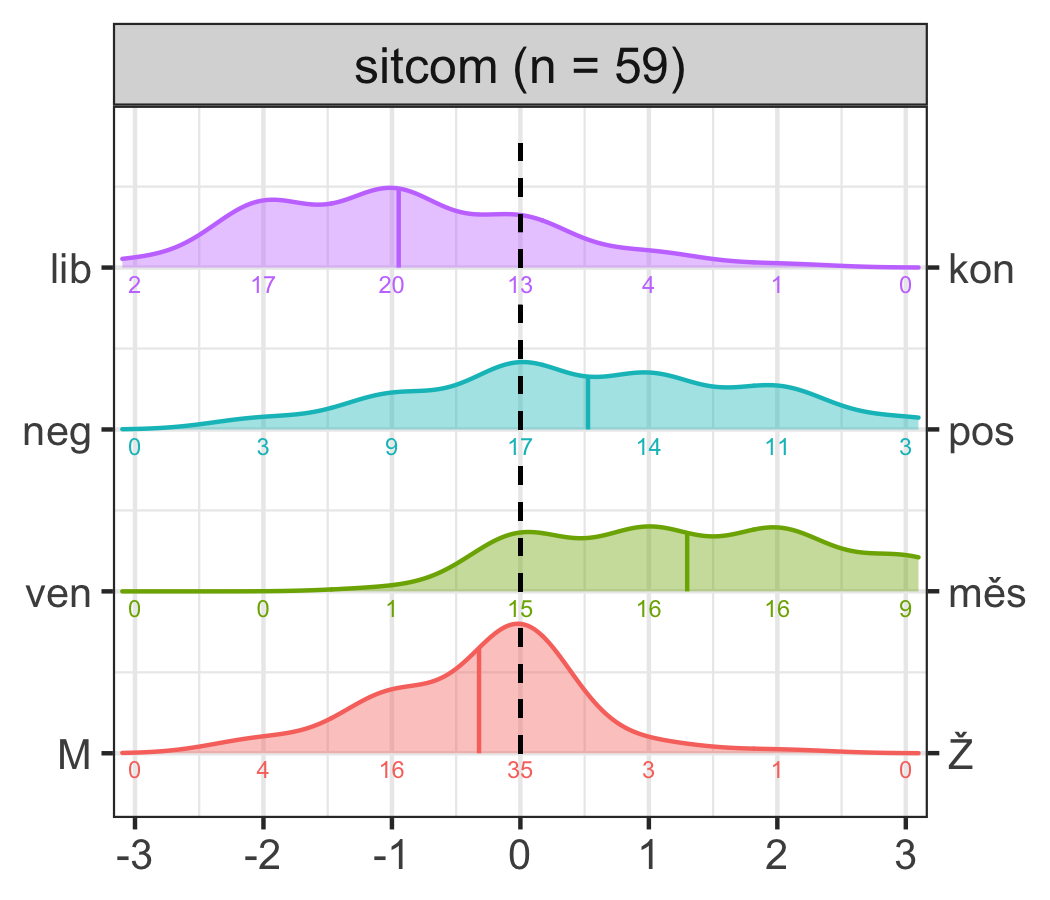 sitcom (n = 59)
lib kon
2 17 20 13 4 1 0
neg pos
0 3 9 17 14 11 3
ven měs
0 0 1 15 16 16 9
M Ž
0 4 16 35 3 1 0
-3 -2 -1 0 1 2 3